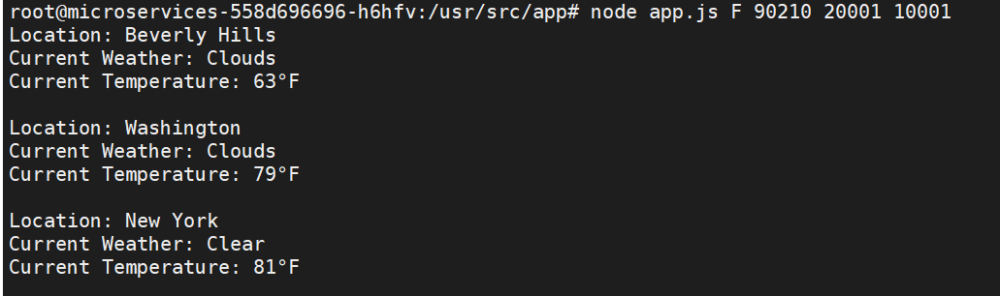 root@microservices-558d696696-h6hfv:/usr/src/app# node app.js F 90210 20001 10001
Location: Beverly Hills
Current Weather: Clouds
Current Temperature: 63°F
Location: Washington
Current Weather: Clouds
Current Temperature: 79°F
Location: New York
Current Weather: Clear
Current Temperature: 81°F